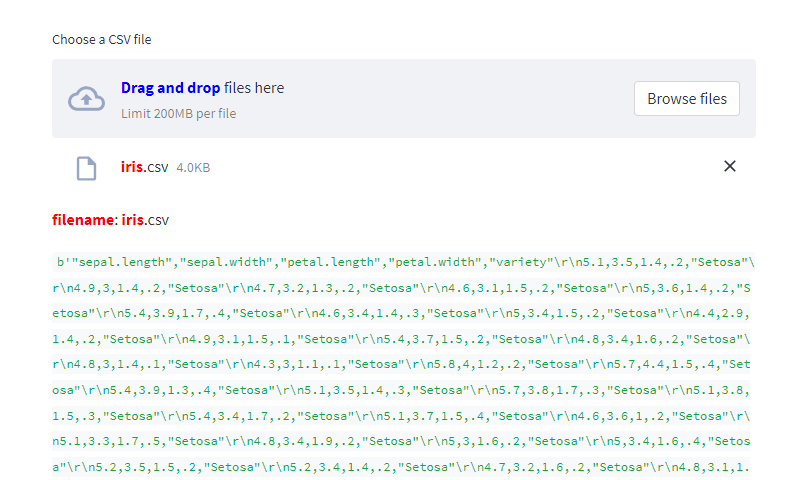 Choose a CSV file
Drag and drop files here
Limit 200MB per file
Browse files
iris.csv 4.0KB
filename: iris.csv
b'"sepal.length","sepal.width","petal.length","petal.width","variety"\r\n5.1,3.5,1.4,.2,"Setosa"\
r\n4.9,3,1.4,.2,"Setosa"\r\n4.7,3.2,1.3,.2,"Setosa"\r\n4.6,3.1,1.5,.2,"Setosa"\r\n5,3.6,1.4,.2,"S
etosa"\r\n5.4,3.9,1.7,.4,"Setosa"\r\n4.6,3.4,1.4,.3,"Setosa"\r\n5,3.4,1.5,.2,"Setosa"\r\n4.4,2.9,
1.4,.2,"Setosa"\r\n4.9,3.1,1.5,.1,"Setosa"\r\n5.4,3.7,1.5,.2,"Setosa"\r\n4.8,3.4,1.6,.2,"Setosa"\
r\n4.8,3,1.4,.1,"Setosa"\r\n4.3,3,1.1,.1,"Setosa"\r\n5.8,4,1.2,.2,"Setosa"\r\n5.7,4.4,1.5,.4,"Set
osa"\r\n5.4,3.9,1.3,.4,"Setosa"\r\n5.1,3.5,1.4,.3,"Setosa"\r\n5.7,3.8,1.7,.3,"Setosa"\r\n5.1,3.8,
1.5,.3,"Setosa"\r\n5.4,3.4,1.7,.2,"Setosa"\r\n5.1,3.7,1.5,.4,"Setosa"\r\n4.6,3.6,1,.2,"Setosa"\r
\n5.1,3.3,1.7,.5,"Setosa"\r\n4.8,3.4,1.9,.2,"Setosa"\r\n5,3,1.6,.2,"Setosa"\r\n5,3.4,1.6,.4,"Setos
a"\r\n5.2,3.5,1.5,.2,"Setosa"\r\n5.2,3.4,1.4,.2,"Setosa"\r\n4.7,3.2,1.6,.2,"Setosa"\r\n4.8,3.1,1.